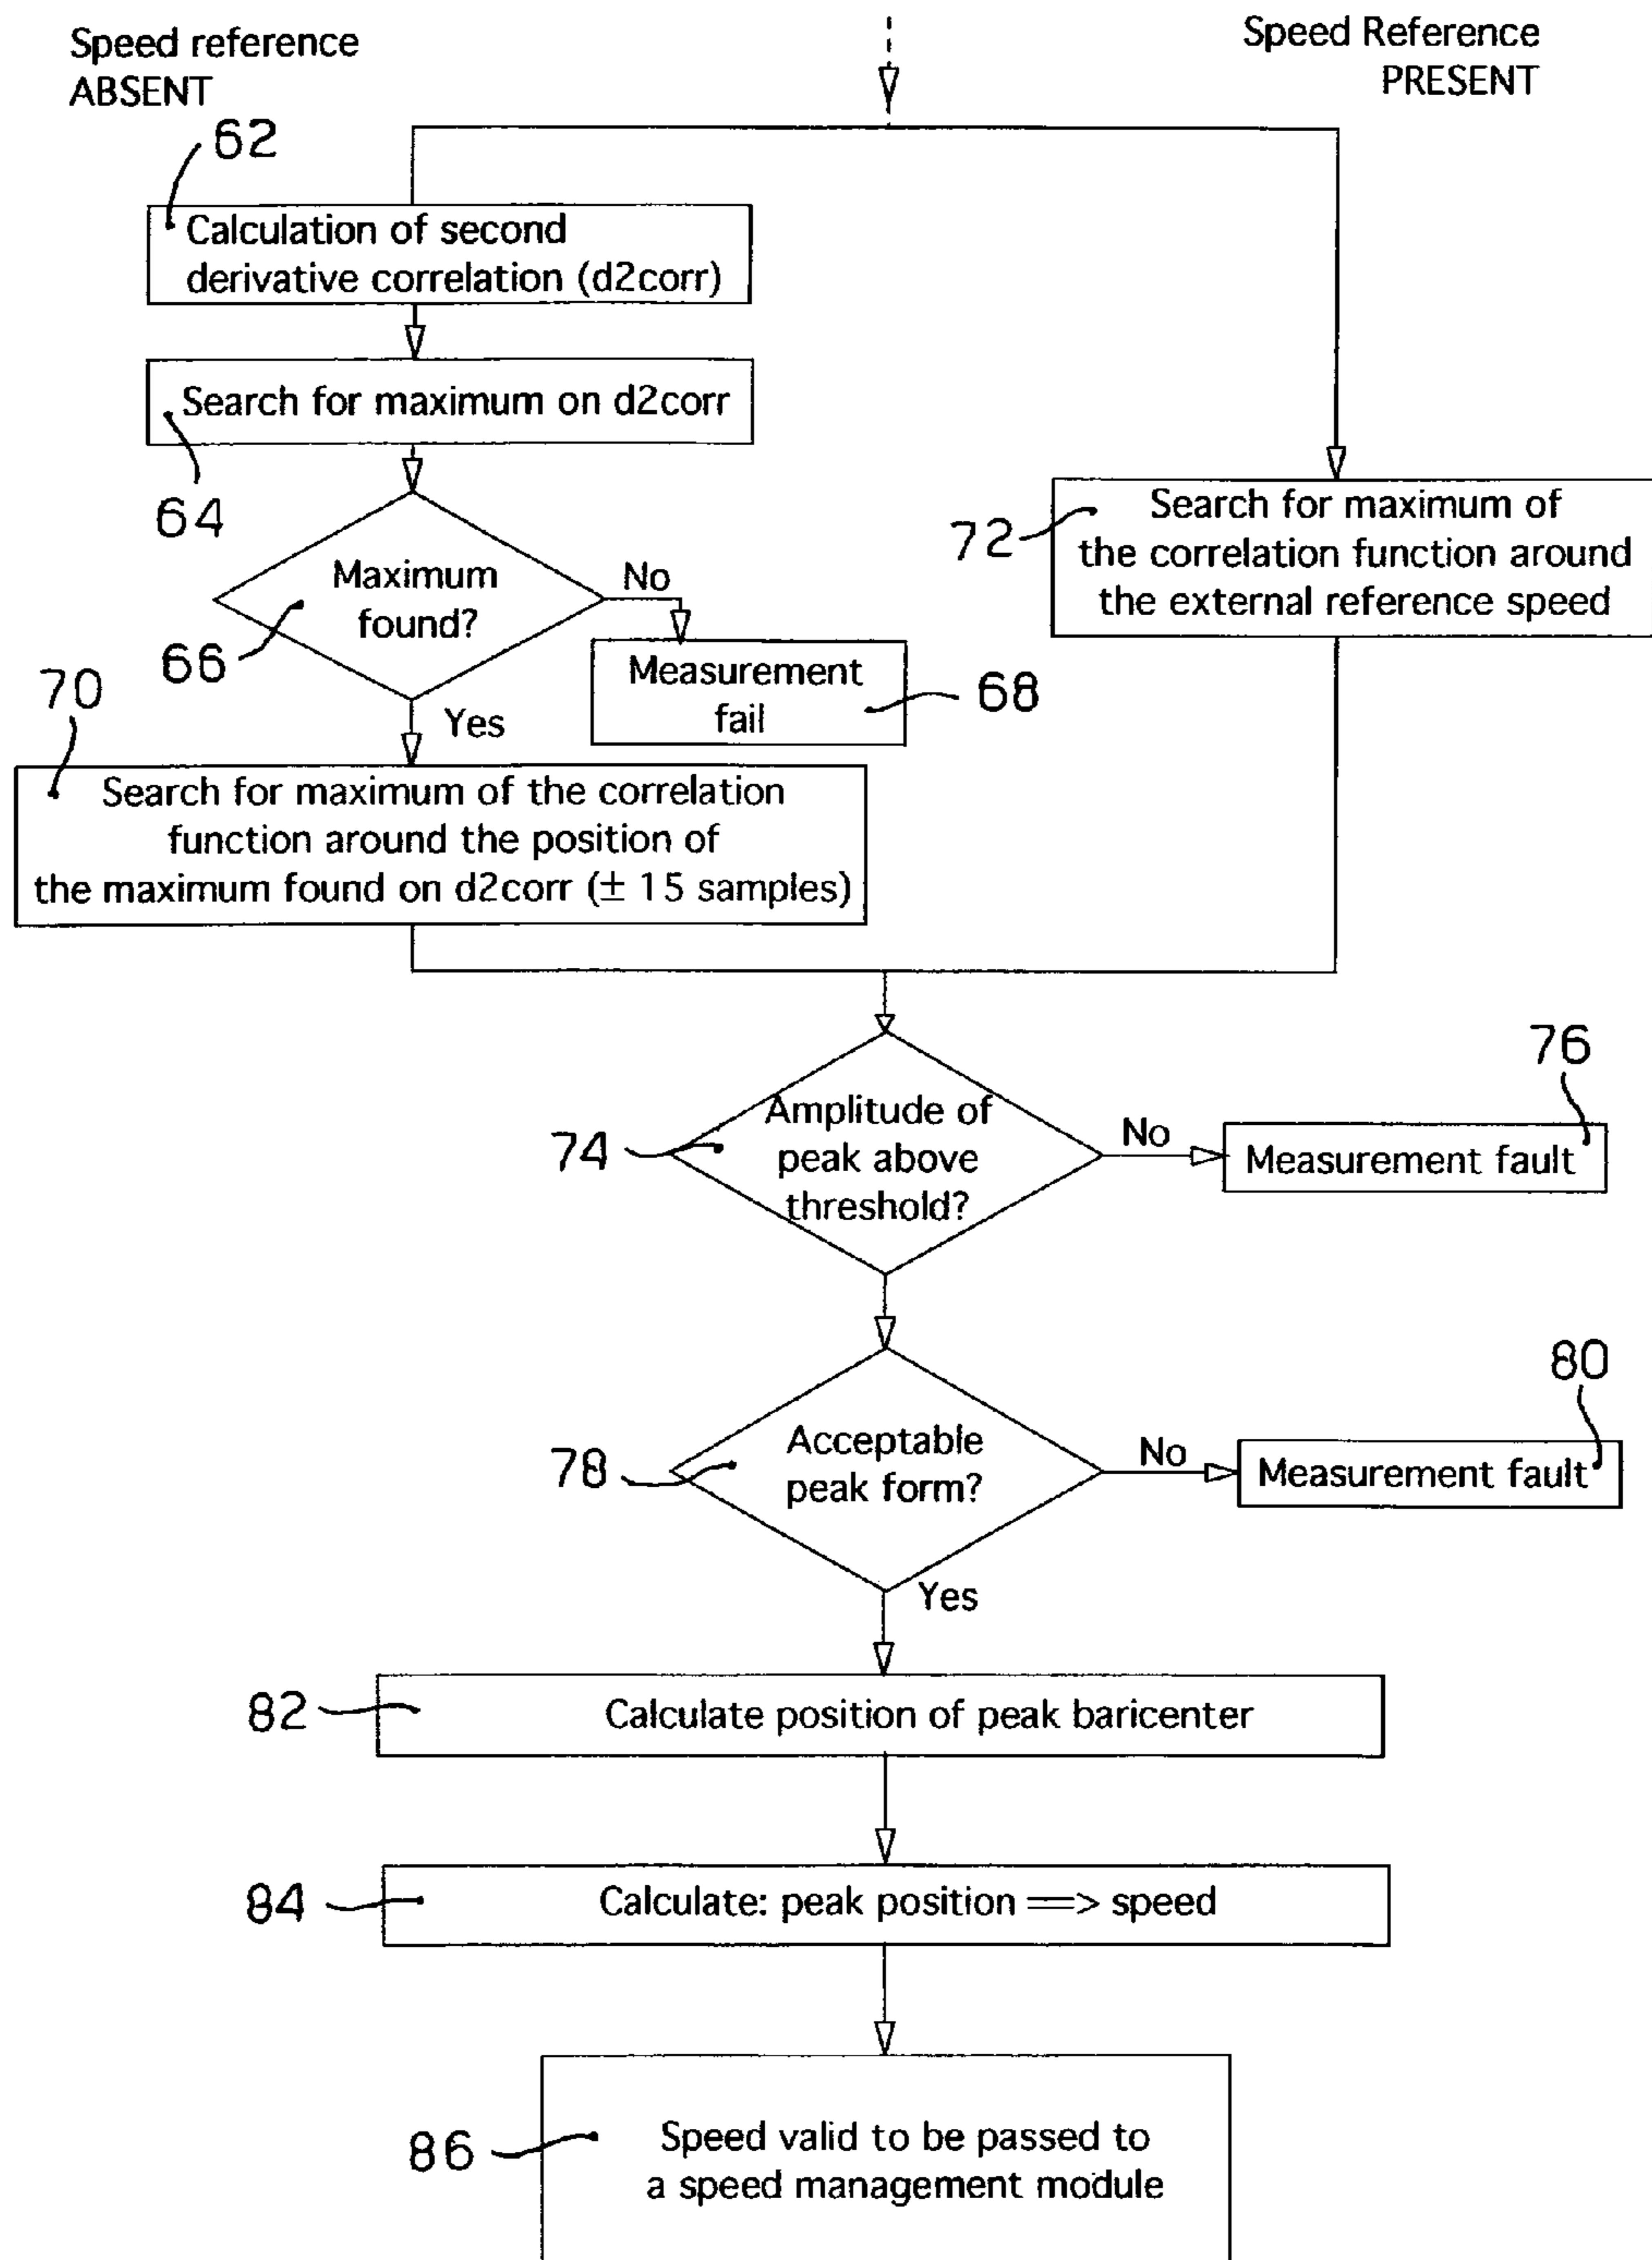 Speed reference
ABSENT
Speed Reference
PRESENT
62
Calculation of second
derivative correlation (d2corr)
Search for maximum on d2corr
64
72
Search for maximum of
the correlation function around
the external reference speed
Maximum
found?
No
66
Measurement
fail
68
70
Yes
Search for maximum of the correlation
function around the position of
the maximum found on d2corr (± 15 samples)
76
74
Amplitude of
peak above
threshold?
No
Measurement fault
80
78
Acceptable
peak form?
No
Measurement fault
Yes
82
Calculate position of peak baricenter
84
Calculate: peak position ==> speed
86
Speed valid to be passed to
a speed management module